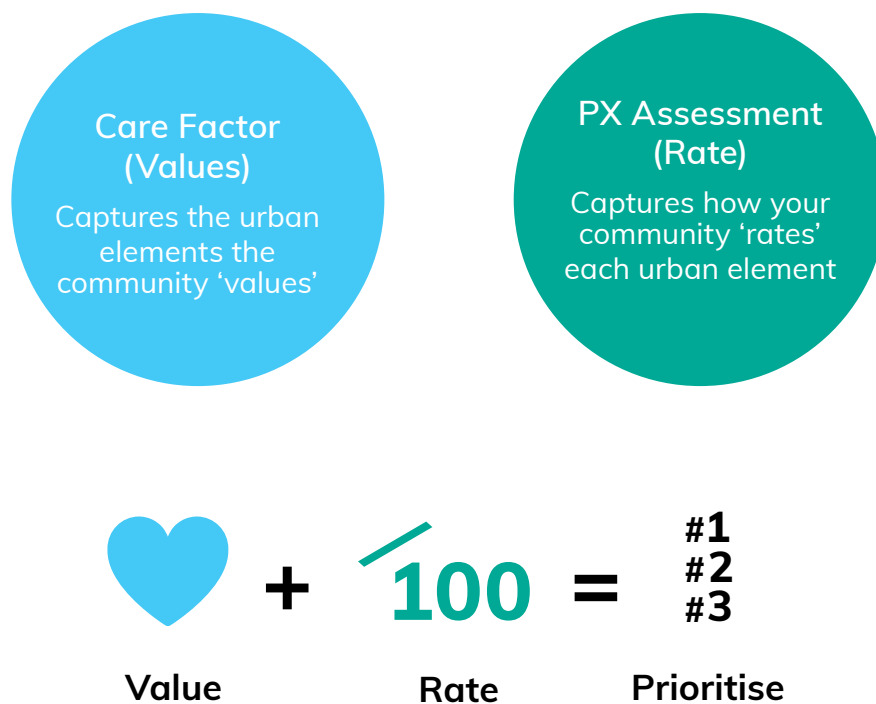 Care Factor
(Values)
Captures the urban
elements the
community ‘values’
PX Assessment
(Rate)
Captures how your
community ‘rates’
each urban element
+
/100
=
#1
#2
#3
Value
Rate
Prioritise